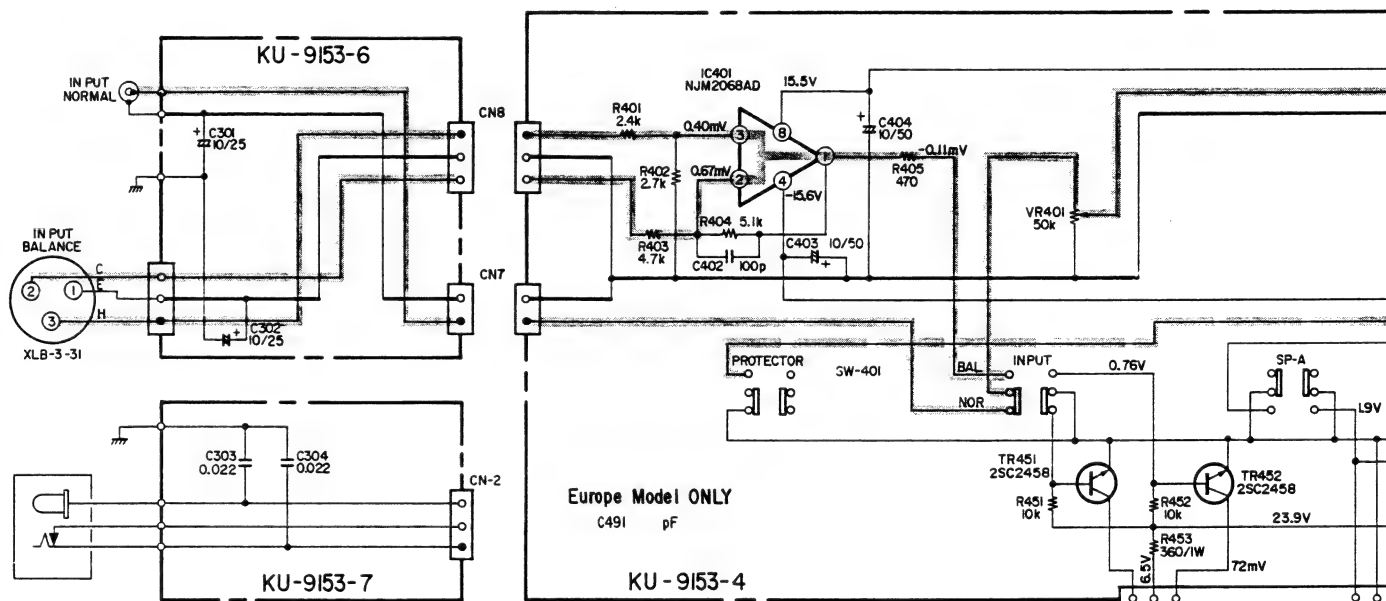 KU-9153-6
IN PUT
NORMAL
C301
10/25
CN8
IN PUT
BALANCE
C
E
H
2
1
3
XLB-3-31
C302
10/25
CN7
C303
0.022
C304
0.022
CN-2
KU-9153-7
IC401
NJM2068AD
15.5V
R401
2.4k
0.40mV
3
8
1
2
4
C404
10/50
-0.11mV
R405
470
R402
2.7k
0.67mV
-15.6V
R404 5.1k
R403
4.7k
C402
100p
C403
10/50
VR401
50k
PROTECTOR
SW-401
BAL
INPUT
0.76V
SP-A
NOR
1.9V
TR451
2SC2458
TR452
2SC2458
R451
10k
R452
10k
23.9V
R453
360/1W
6.5V
72mV
Europe Model ONLY
C491 pF
KU-9153-4